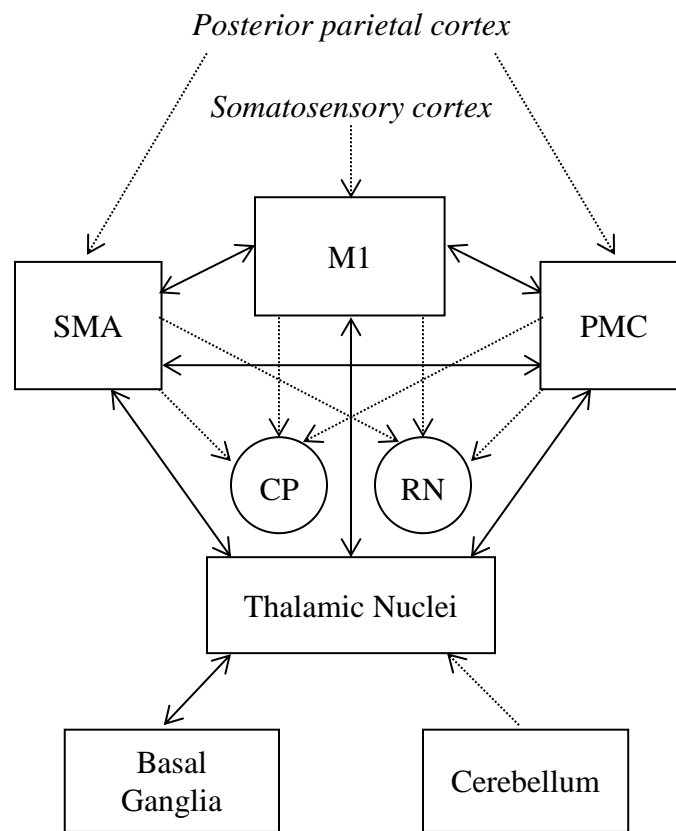 Posterior parietal cortex
Somatosensory cortex
M1
SMA
PMC
CP
RN
Thalamic Nuclei
Basal
Ganglia
Cerebellum